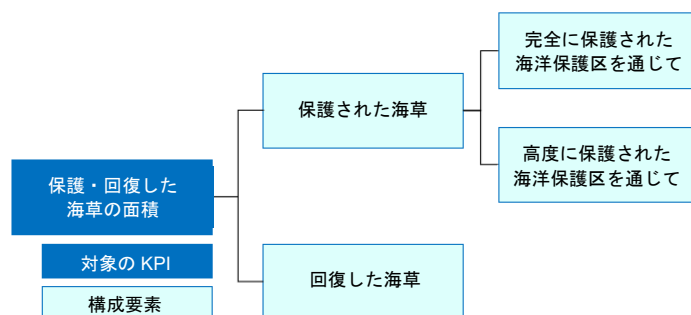 完全に保護された
海洋保護区を通じて
保護された海草
高度に保護された
海洋保護区を通じて
保護・回復した
海草の面積
対象の KPI
回復した海草
構成要素